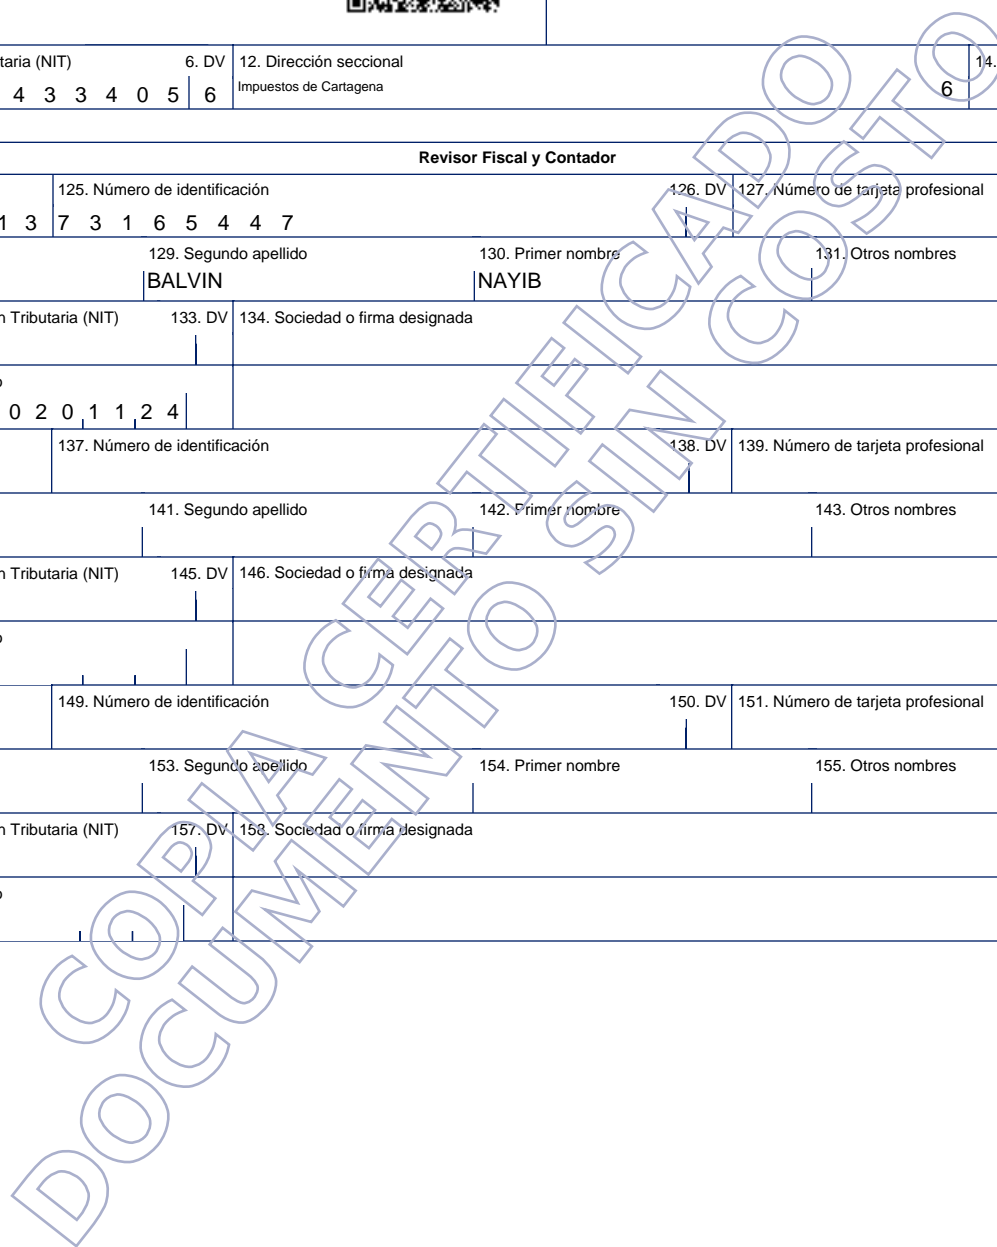 taria (NIT) 6. DV 12. Dirección seccional 14.
4 3 3 4 0 5 6 Impuestos de Cartagena 6
Revisor Fiscal y Contador
125. Número de identificación 126. DV 127. Número de tarjeta profesional
1 3 7 3 1 6 5 4 4 7
129. Segundo apellido 130. Primer nombre 131. Otros nombres
BALVIN NAYIB
n Tributaria (NIT) 133. DV 134. Sociedad o firma designada
o
0 2 0 1 1 2 4
137. Número de identificación 138. DV 139. Número de tarjeta profesional
141. Segundo apellido 142. Primer nombre 143. Otros nombres
n Tributaria (NIT) 145. DV 146. Sociedad o firma designada
o
149. Número de identificación 150. DV 151. Número de tarjeta profesional
153. Segundo apellido 154. Primer nombre 155. Otros nombres
n Tributaria (NIT) 157. DV 158. Sociedad o firma designada
o
COPIA CERTIFICADO
DOCUMENTO SIN COSTO